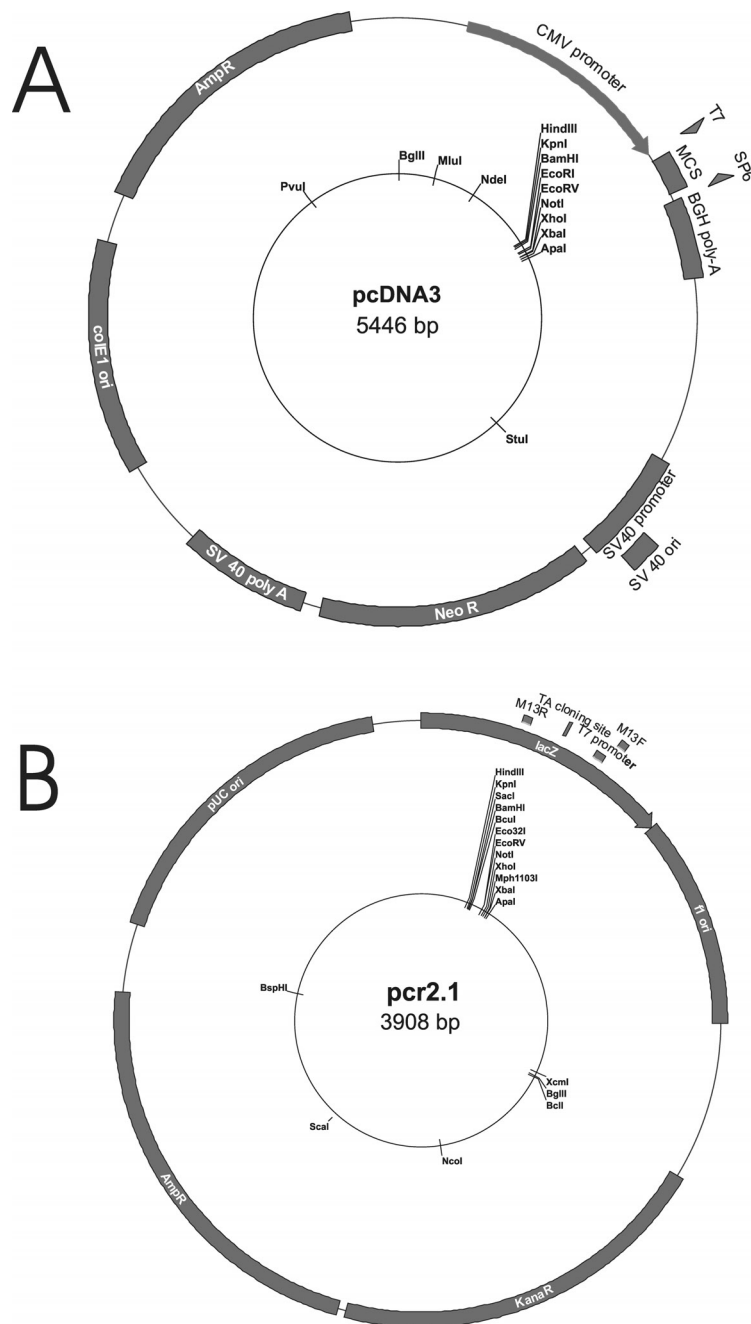 A
AmpR
CMV promoter
T7
MCS
SP6
BGH poly-A
HindIII
KpnI
BamHI
EcoRI
EcoRV
NotI
XhoI
XbaI
ApaI
BglII
MluI
NdeI
PvuI
pcDNA3
5446 bp
StuI
colE1 ori
SV40 promoter
SV 40 ori
SV 40 poly A
Neo R
B
pUC ori
M13R
TA cloning site
T7 promoter
M13F
lacZ
f1 ori
HindIII
KpnI
SacI
BamHI
BcuI
Eco32I
EcoRV
NotI
XhoI
Mph1103I
XbaI
ApaI
BspHI
pcr2.1
3908 bp
XcmI
BglII
BclI
ScaI
NcoI
AmpR
KanaR